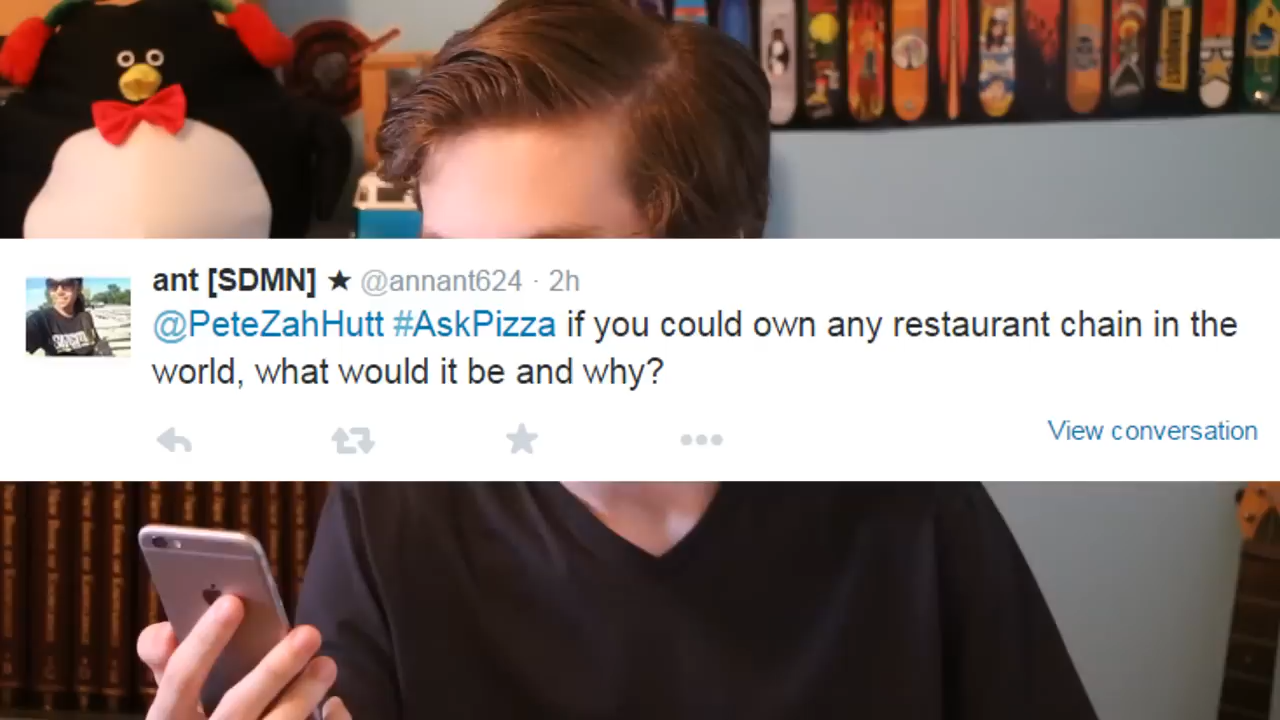 ant [SDMN] ★ @annant624 · 2h
@PeteZahHutt #AskPizza if you could own any restaurant chain in the
world, what would it be and why?
View conversation